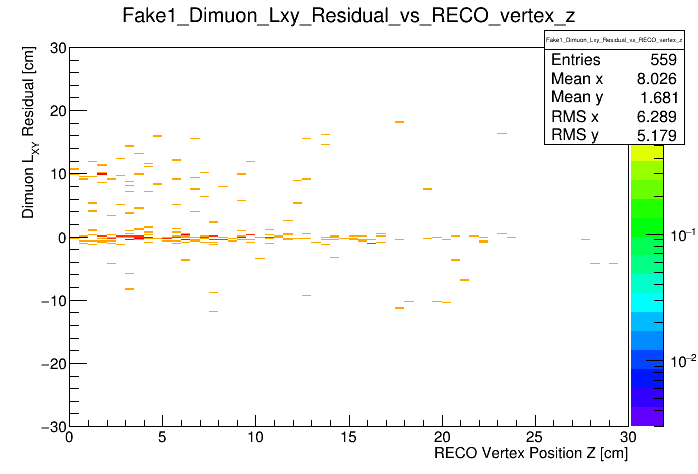 Fake1_Dimuon_Lxy_Residual_vs_RECO_vertex_z
Fake1_Dimuon_Lxy_Residual_vs_RECO_vertex_z
Entries 559
Mean x 8.026
Mean y 1.681
RMS x 6.289
RMS y 5.179
Dimuon LXY Residual [cm]
30
20
10
0
−10
−20
−30
0 5 10 15 20 25 30
RECO Vertex Position Z [cm]
10−1
10−2